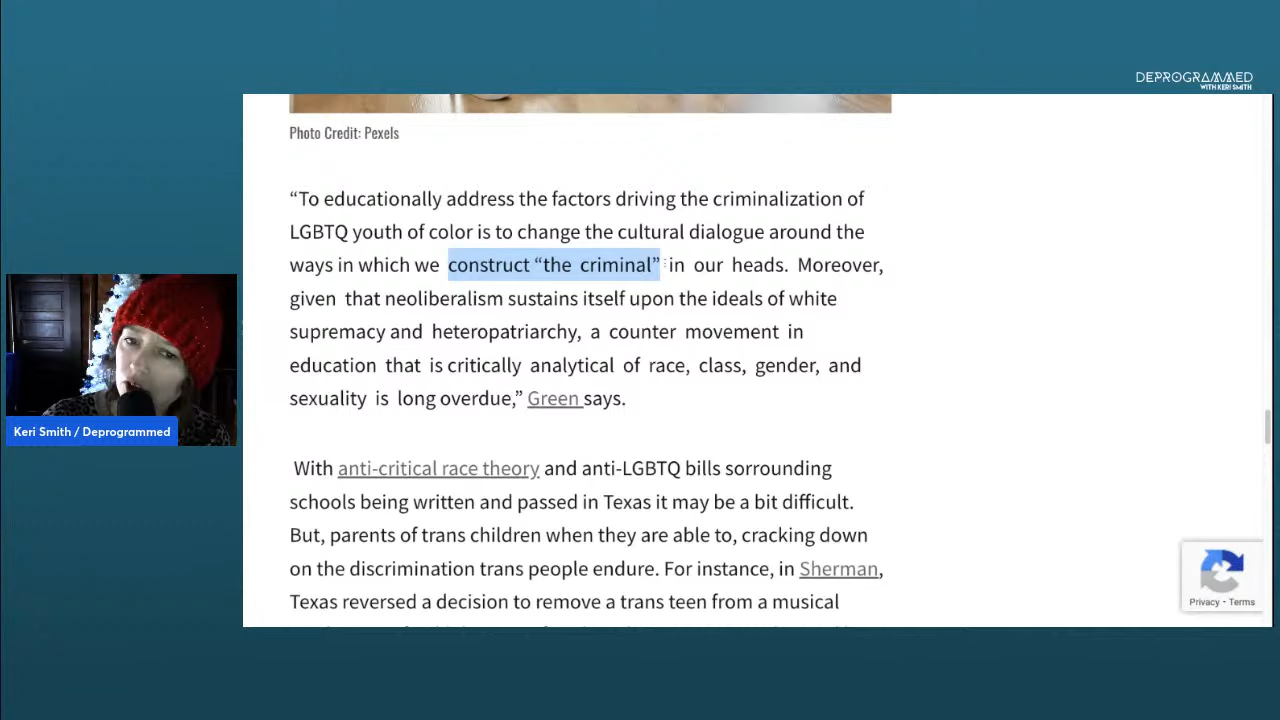 DEPROGRAMMED
WITH KERI SMITH
Photo Credit: Pexels
“To educationally address the factors driving the criminalization of
LGBTQ youth of color is to change the cultural dialogue around the
ways in which we construct “the criminal” in our heads. Moreover,
given that neoliberalism sustains itself upon the ideals of white
supremacy and heteropatriarchy, a counter movement in
education that is critically analytical of race, class, gender, and
sexuality is long overdue,” Green says.
With anti-critical race theory and anti-LGBTQ bills sorrounding
schools being written and passed in Texas it may be a bit difficult.
But, parents of trans children when they are able to, cracking down
on the discrimination trans people endure. For instance, in Sherman,
Texas reversed a decision to remove a trans teen from a musical
Keri Smith / Deprogrammed
Privacy - Terms